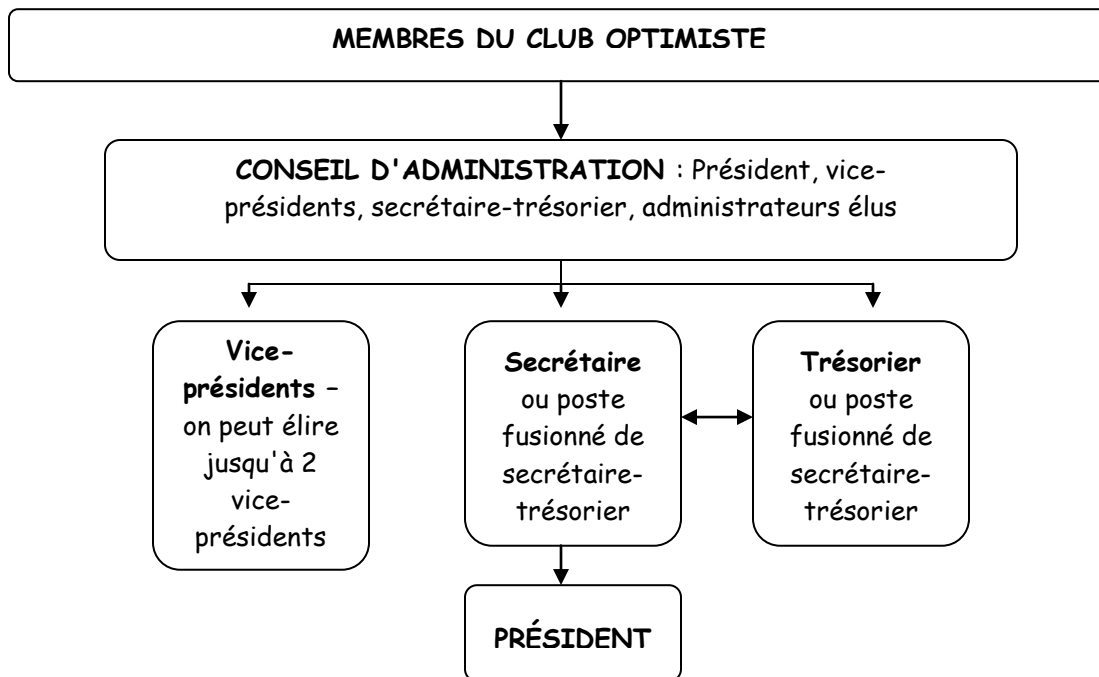 MEMBRES DU CLUB OPTIMISTE
CONSEIL D'ADMINISTRATION : Président, vice-
présidents, secrétaire-trésorier, administrateurs élus
Vice-
présidents –
on peut élire
jusqu'à 2
vice-
présidents
Secrétaire
ou poste
fusionné de
secrétaire-
trésorier
Trésorier
ou poste
fusionné de
secrétaire-
trésorier
PRÉSIDENT